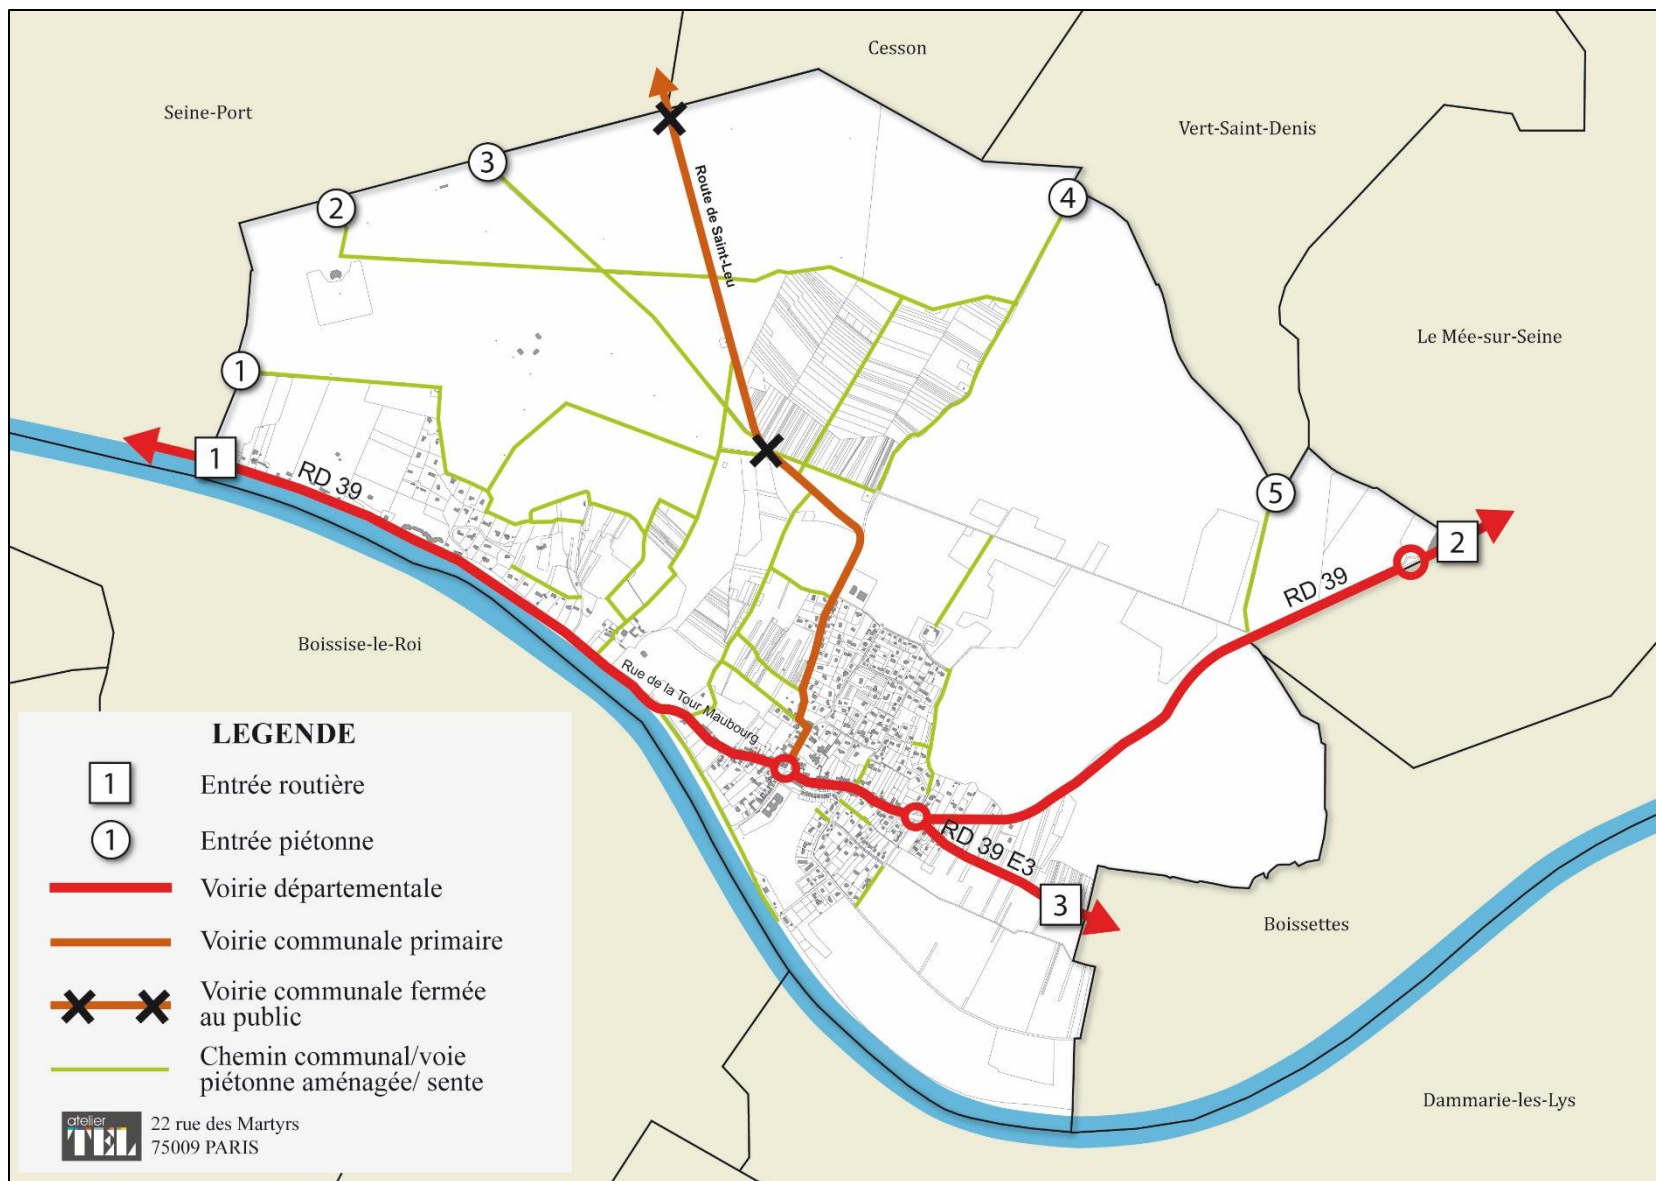 Cesson
Seine-Port
Vert-Saint-Denis
3
4
2
Route de Saint-Leu
Le Mée-sur-Seine
1
1
RD 39
5
2
RD 39
Boissise-le-Roi
Rue de la Tour Maubourg
RD 39 E3
3
Boissettes
Dammarie-les-Lys
LEGENDE
1 Entrée routière
1 Entrée piétonne
Voirie départementale
Voirie communale primaire
Voirie communale fermée
au public
Chemin communal/voie
piétonne aménagée/ sente
atelier
TEL
22 rue des Martyrs
75009 PARIS